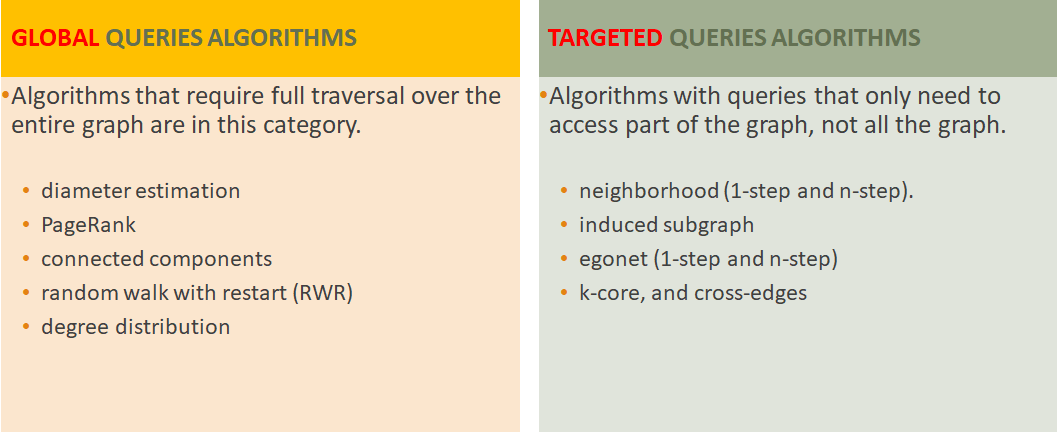 GLOBAL QUERIES ALGORITHMS
•Algorithms that require full traversal over the
entire graph are in this category.
• diameter estimation
• PageRank
• connected components
• random walk with restart (RWR)
• degree distribution
TARGETED QUERIES ALGORITHMS
•Algorithms with queries that only need to
access part of the graph, not all the graph.
• neighborhood (1-step and n-step).
• induced subgraph
• egonet (1-step and n-step)
• k-core, and cross-edges